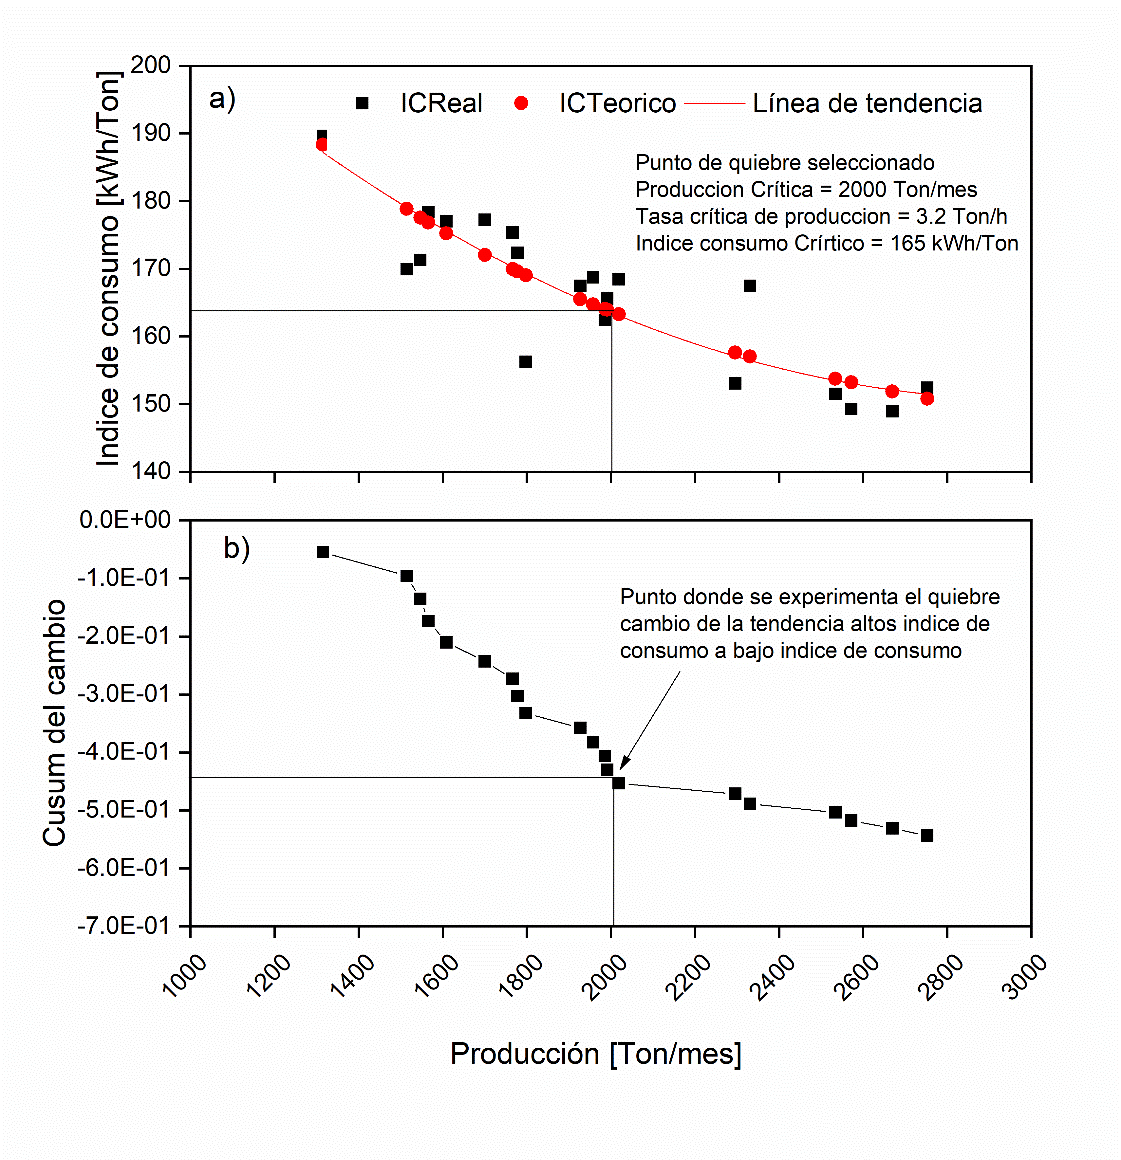 200
190
180
170
160
150
140
Indice de consumo [kWh/Ton]
a)
ICReal
ICTeorico
Línea de tendencia
Punto de quiebre seleccionado
Produccion Crítica = 2000 Ton/mes
Tasa crítica de produccion = 3.2 Ton/h
Indice consumo Crírtico = 165 kWh/Ton
0.0E+00
-1.0E-01
-2.0E-01
-3.0E-01
-4.0E-01
-5.0E-01
-6.0E-01
-7.0E-01
Cusum del cambio
b)
Punto donde se experimenta el quiebre
cambio de la tendencia altos indice de
consumo a bajo indice de consumo
1000
1200
1400
1600
1800
2000
2200
2400
2600
2800
3000
Producción [Ton/mes]